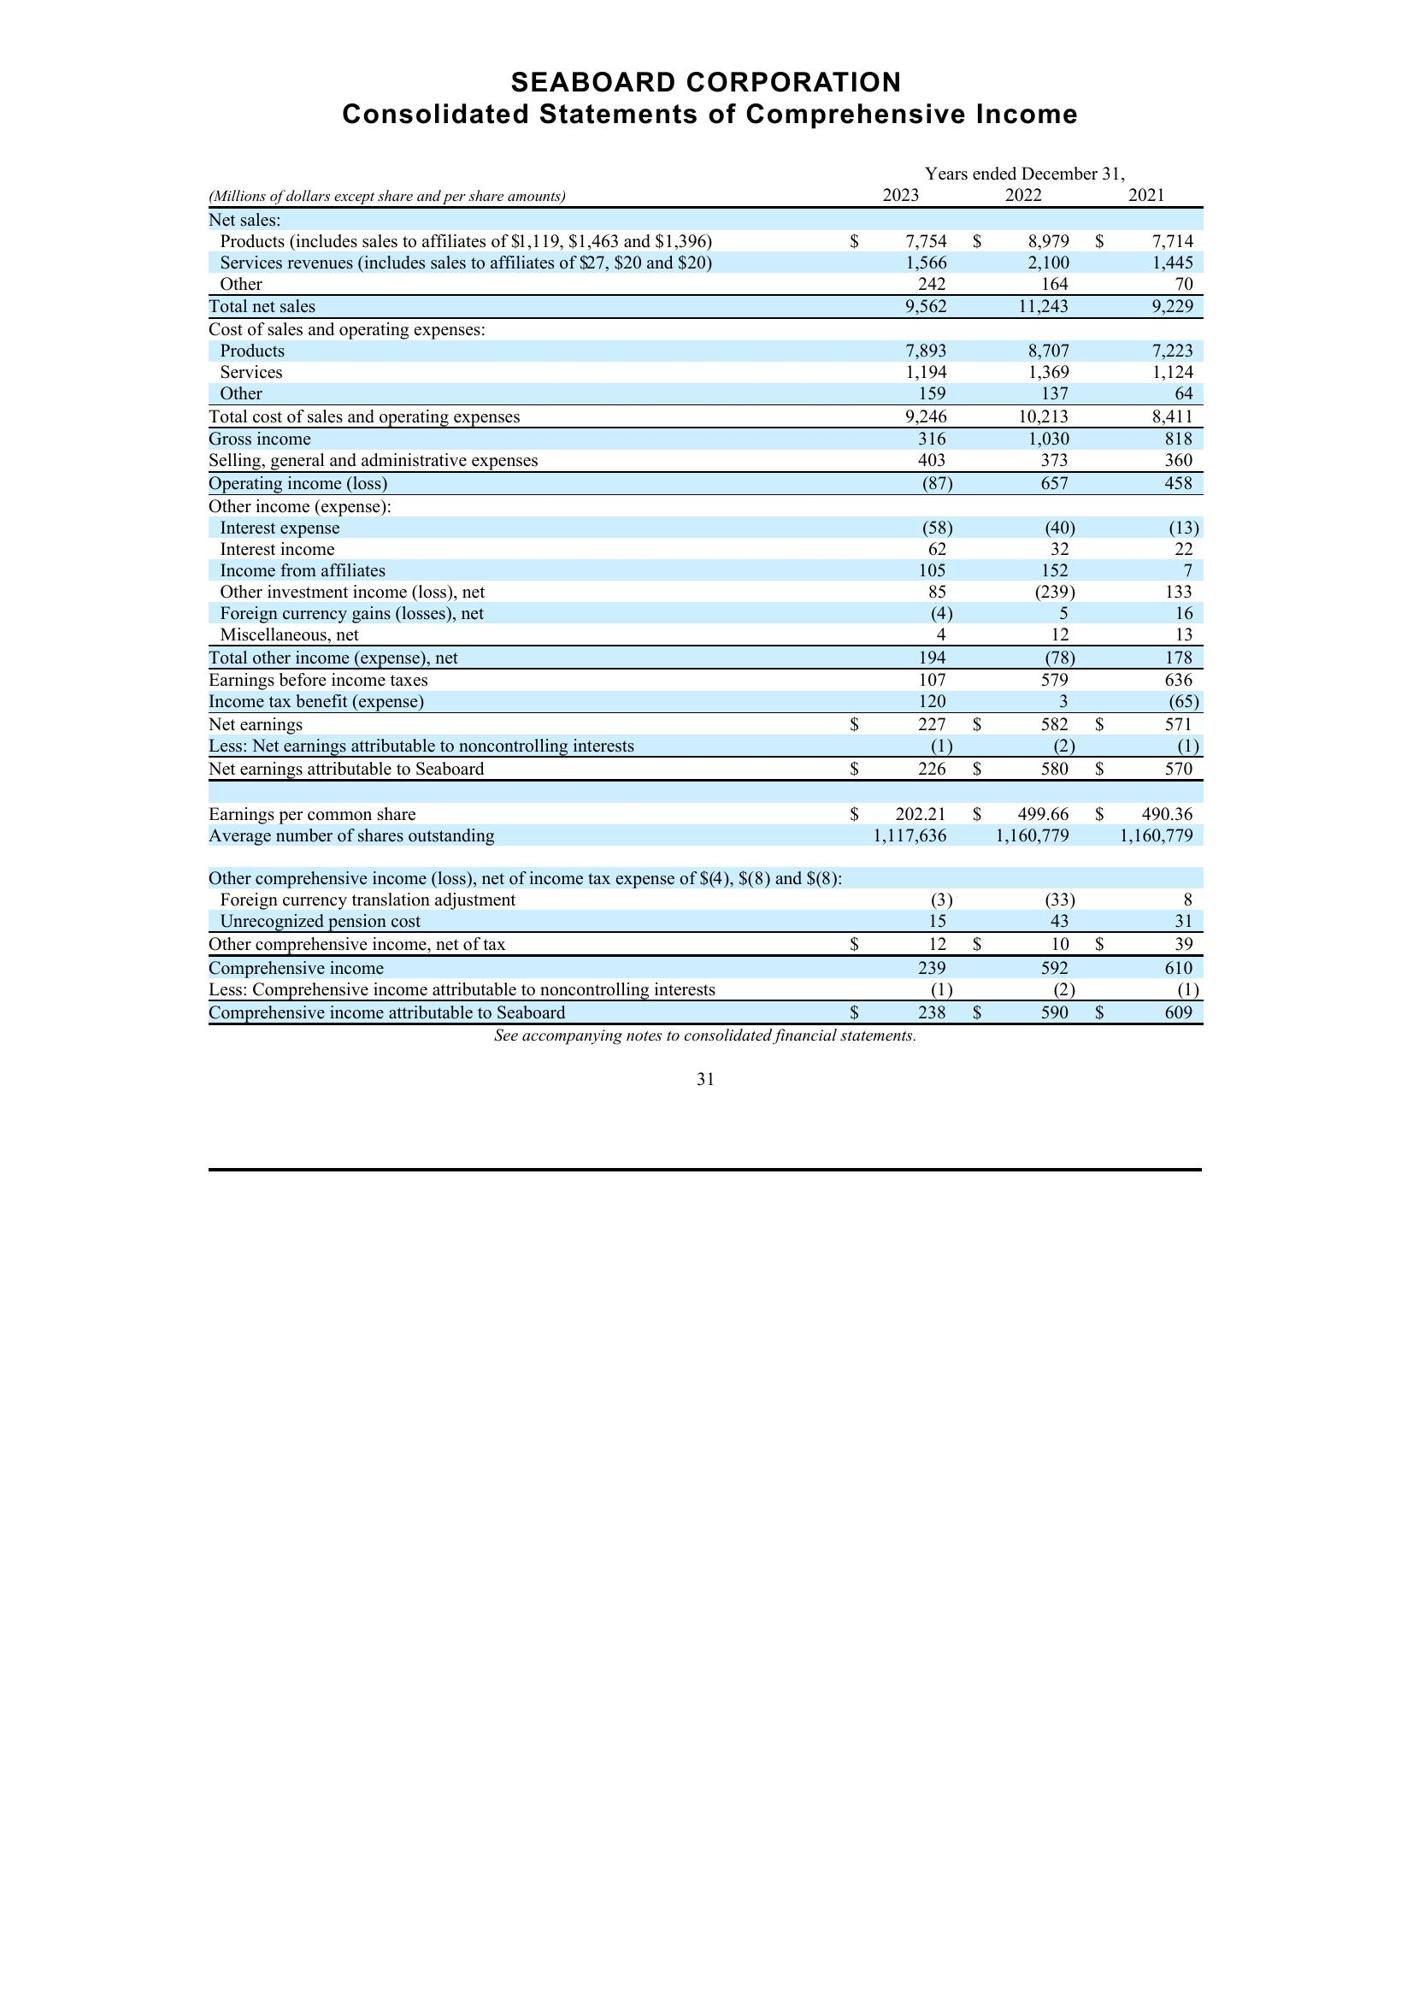 SEABOARD CORPORATION
Consolidated Statements of Comprehensive Income
Years ended December 31,
(Millions of dollars except share and per share amounts) 2023 2022 2021
Net sales:
Products (includes sales to affiliates of $1,119, $1,463 and $1,396) $ 7,754 $ 8,979 $ 7,714
Services revenues (includes sales to affiliates of $27, $20 and $20) 1,566 2,100 1,445
Other 242 164 70
Total net sales 9,562 11,243 9,229
Cost of sales and operating expenses:
Products 7,893 8,707 7,223
Services 1,194 1,369 1,124
Other 159 137 64
Total cost of sales and operating expenses 9,246 10,213 8,411
Gross income 316 1,030 818
Selling, general and administrative expenses 403 373 360
Operating income (loss) (87) 657 458
Other income (expense):
Interest expense (58) (40) (13)
Interest income 62 32 22
Income from affiliates 105 152 7
Other investment income (loss), net 85 (239) 133
Foreign currency gains (losses), net (4) 5 16
Miscellaneous, net 4 12 13
Total other income (expense), net 194 (78) 178
Earnings before income taxes 107 579 636
Income tax benefit (expense) 120 3 (65)
Net earnings $ 227 $ 582 $ 571
Less: Net earnings attributable to noncontrolling interests (1) (2) (1)
Net earnings attributable to Seaboard $ 226 $ 580 $ 570
Earnings per common share $ 202.21 $ 499.66 $ 490.36
Average number of shares outstanding 1,117,636 1,160,779 1,160,779
Other comprehensive income (loss), net of income tax expense of $(4), $(8) and $(8):
Foreign currency translation adjustment (3) (33) 8
Unrecognized pension cost 15 43 31
Other comprehensive income, net of tax $ 12 $ 10 $ 39
Comprehensive income 239 592 610
Less: Comprehensive income attributable to noncontrolling interests (1) (2) (1)
Comprehensive income attributable to Seaboard $ 238 $ 590 $ 609
See accompanying notes to consolidated financial statements.
31